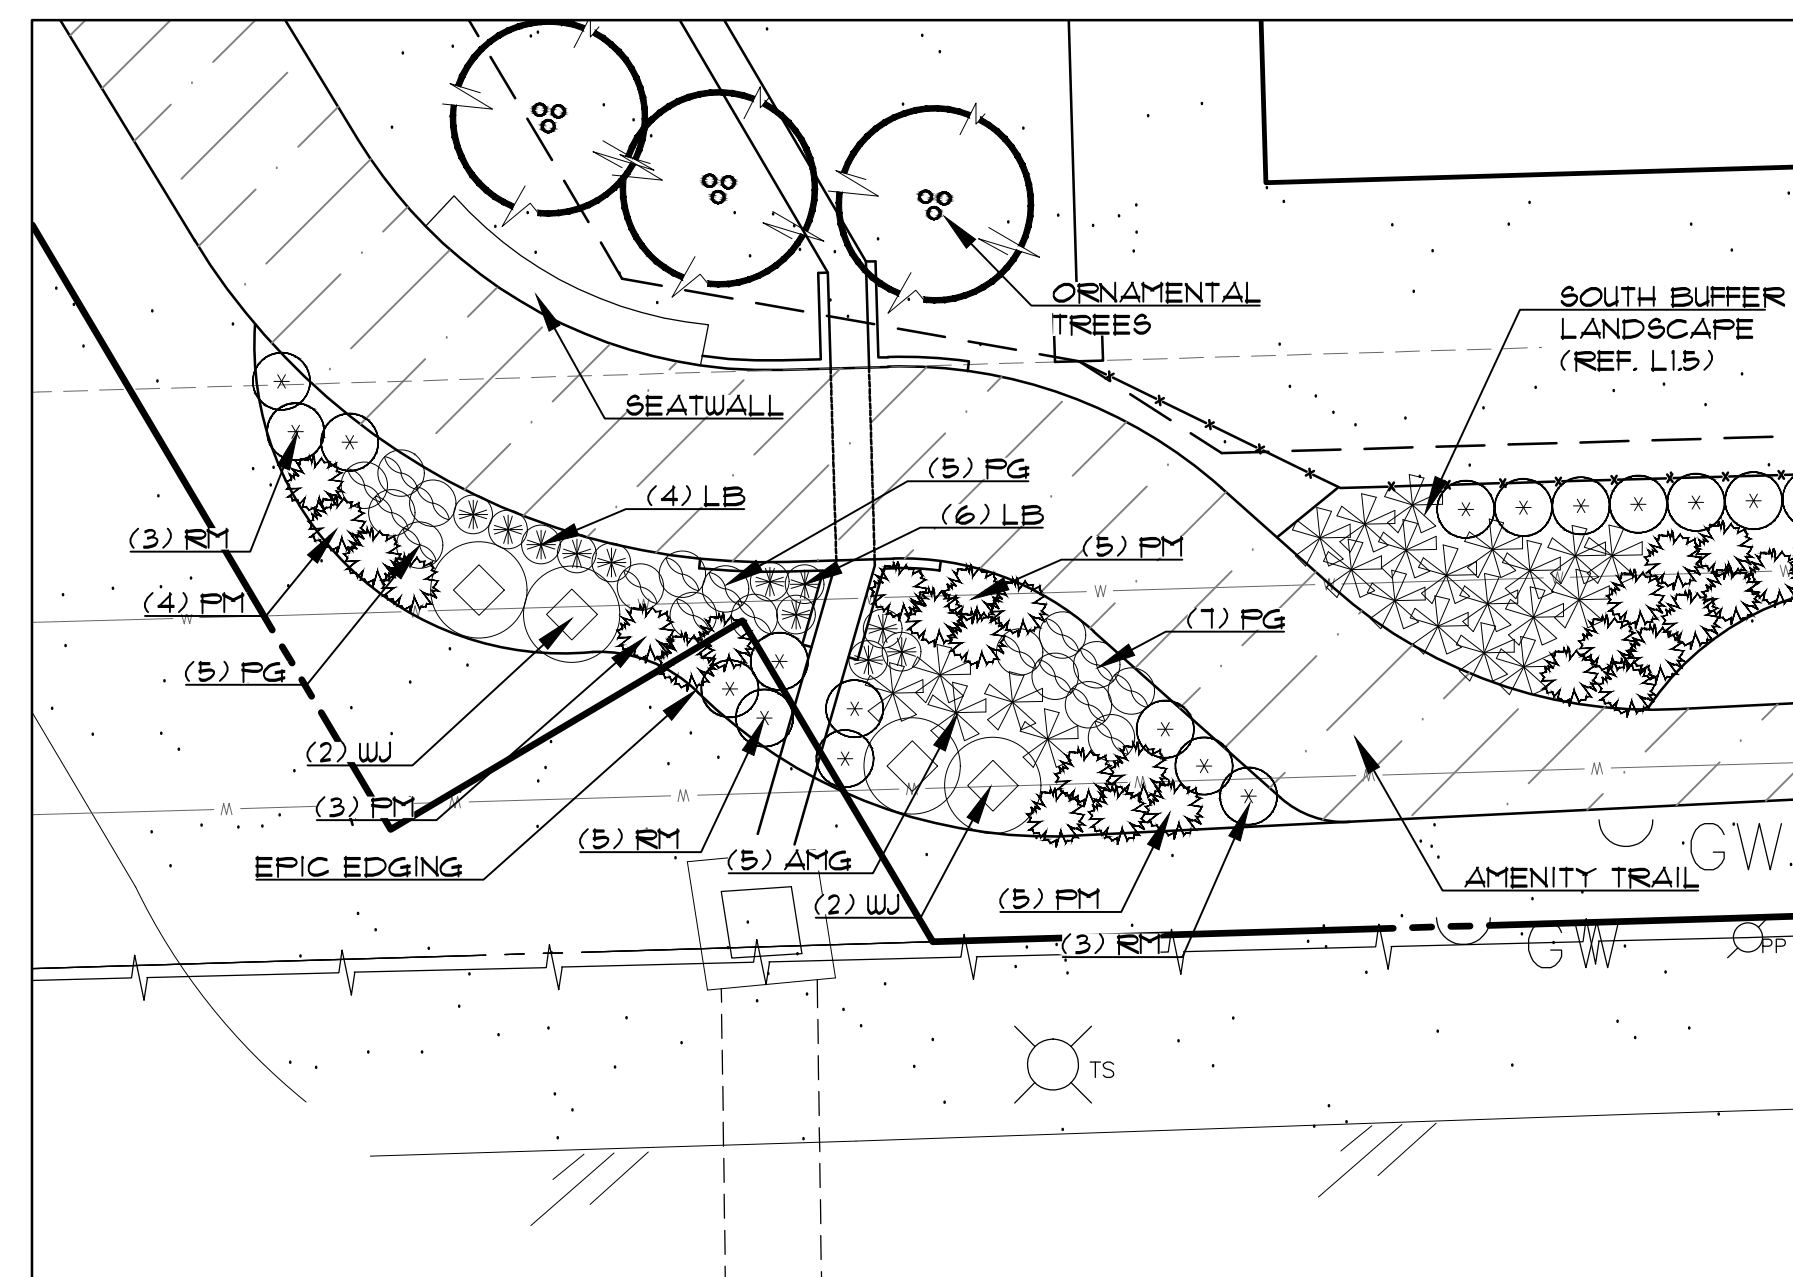 ORNAMENTAL
TREES
SOUTH BUFFER
LANDSCAPE
(REF. L1.5)
SEATWALL
(5) PG
(4) LB
(6) LB
(3) RM
(5) PM
(4) PM
W
W
W
W
(7) PG
(5) PG
(2) WJ
W
W
W
W
W
W
(3) PM
(5) RM
GW
EPIC EDGING
(5) AMG
AMENITY TRAIL
(2) WJ
(5) PM
(3) RM
GW
PP
TS